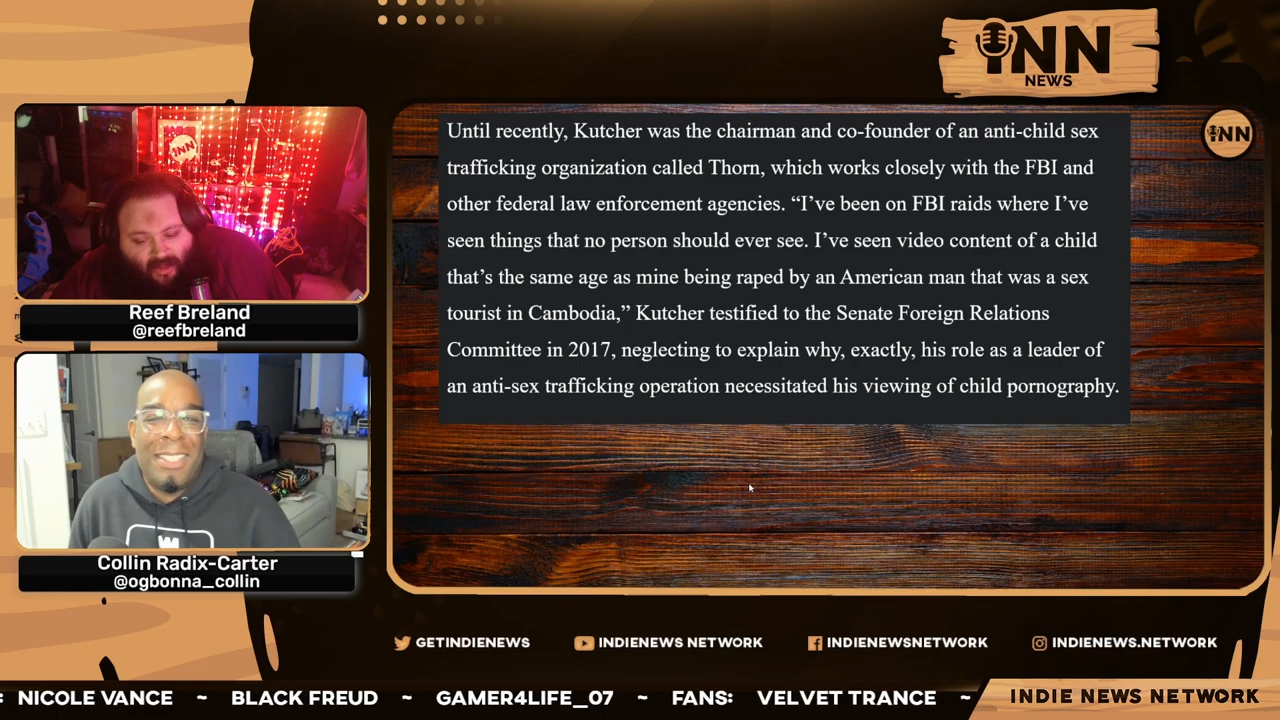 iNN
NEWS
iNN
iNN
Until recently, Kutcher was the chairman and co-founder of an anti-child sex
trafficking organization called Thorn, which works closely with the FBI and
other federal law enforcement agencies. “I’ve been on FBI raids where I’ve
seen things that no person should ever see. I’ve seen video content of a child
that’s the same age as mine being raped by an American man that was a sex
tourist in Cambodia,” Kutcher testified to the Senate Foreign Relations
Committee in 2017, neglecting to explain why, exactly, his role as a leader of
an anti-sex trafficking operation necessitated his viewing of child pornography.
Reef Breland
@reefbreland
Collin Radix-Carter
@ogbonna_collin
GETINDIENEWS
INDIENEWS NETWORK
INDIENEWSNETWORK
INDIENEWS.NETWORK
: NICOLE VANCE ~ BLACK FREUD ~ GAMER4LIFE_07 ~ FANS: VELVET TRANCE ~
INDIE NEWS NETWORK